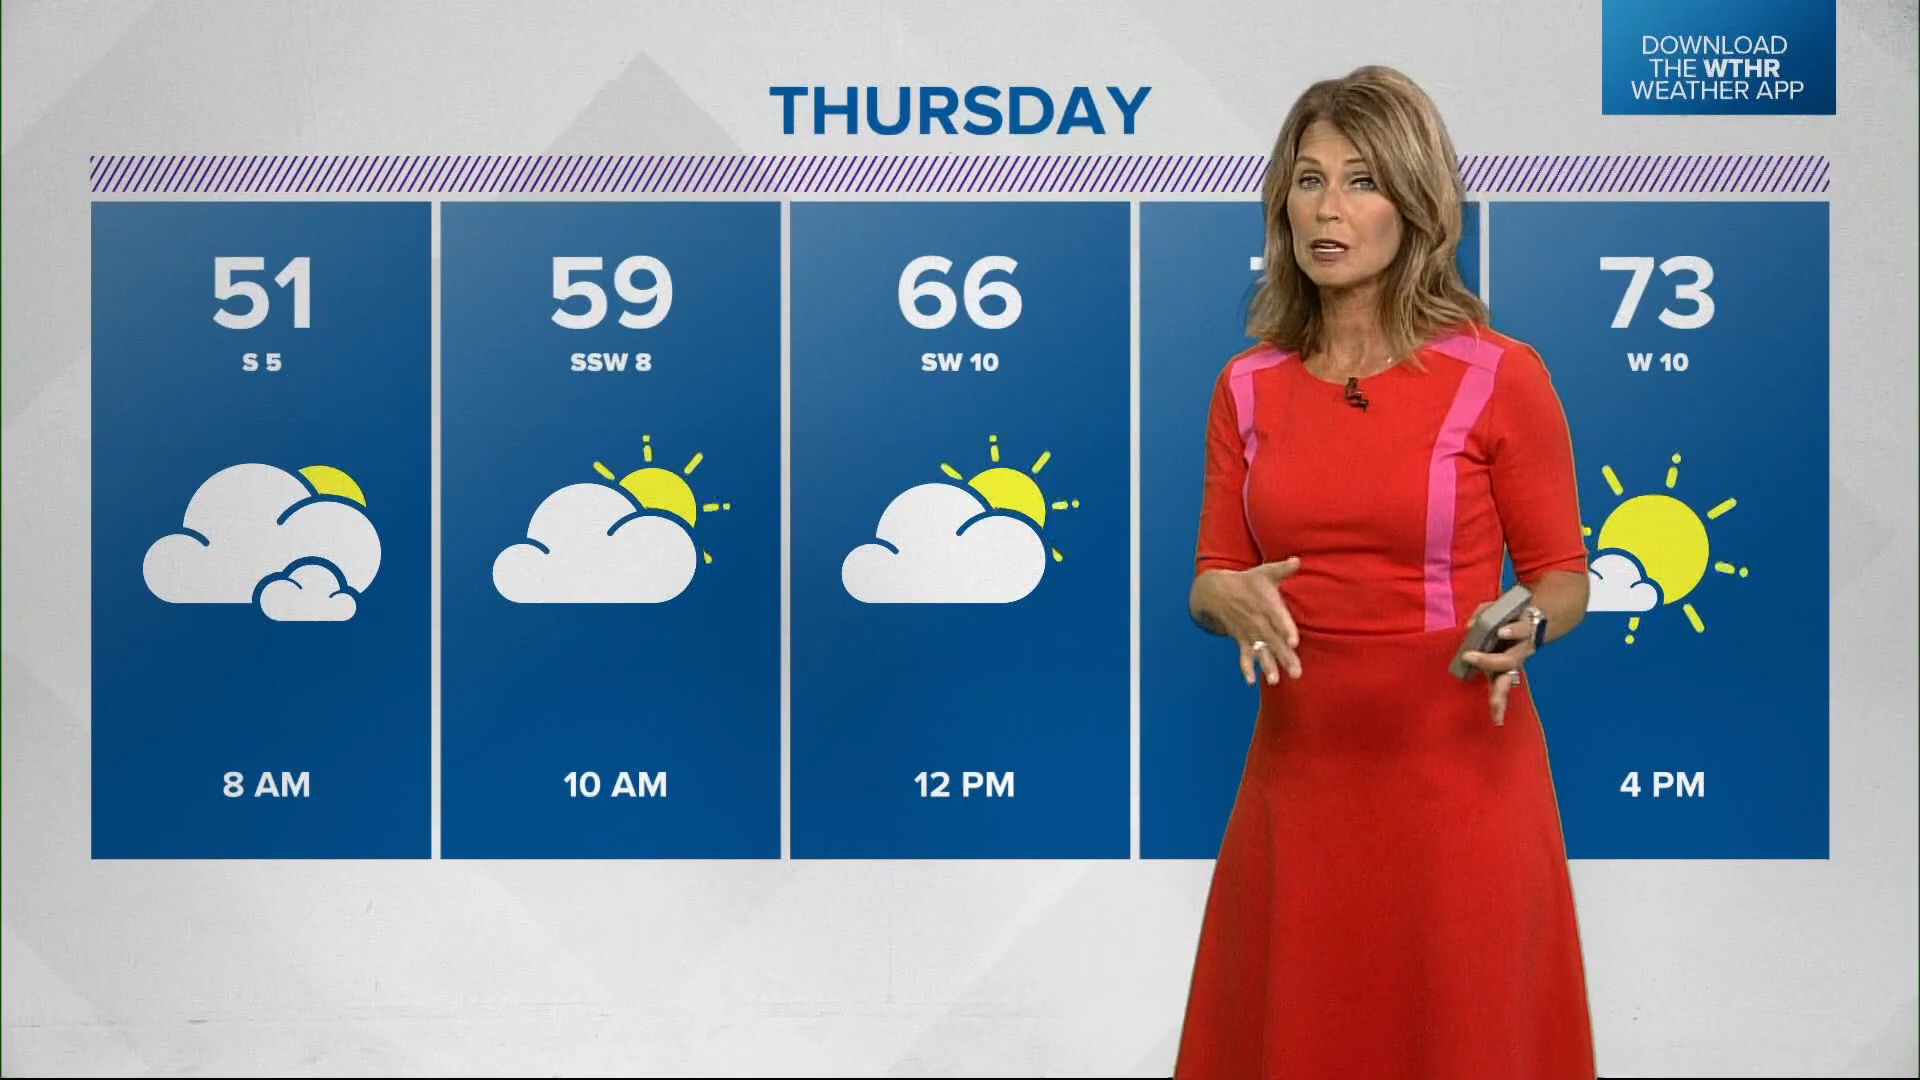 DOWNLOAD
THE WTHR
WEATHER APP
THURSDAY
51
S 5
8 AM
59
SSW 8
10 AM
66
SW 10
12 PM
73
W 10
4 PM